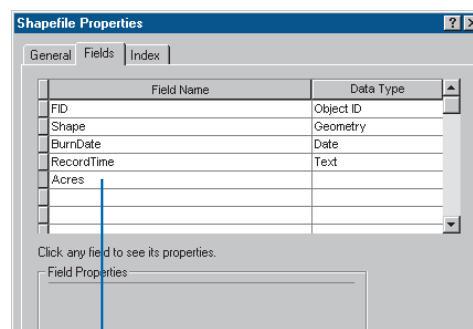 Shapefile Properties
General Fields Index
Field Name Data Type
FID Object ID
Shape Geometry
BurnDate Date
RecordTime Text
Acres
Click any field to see its properties.
Field Properties